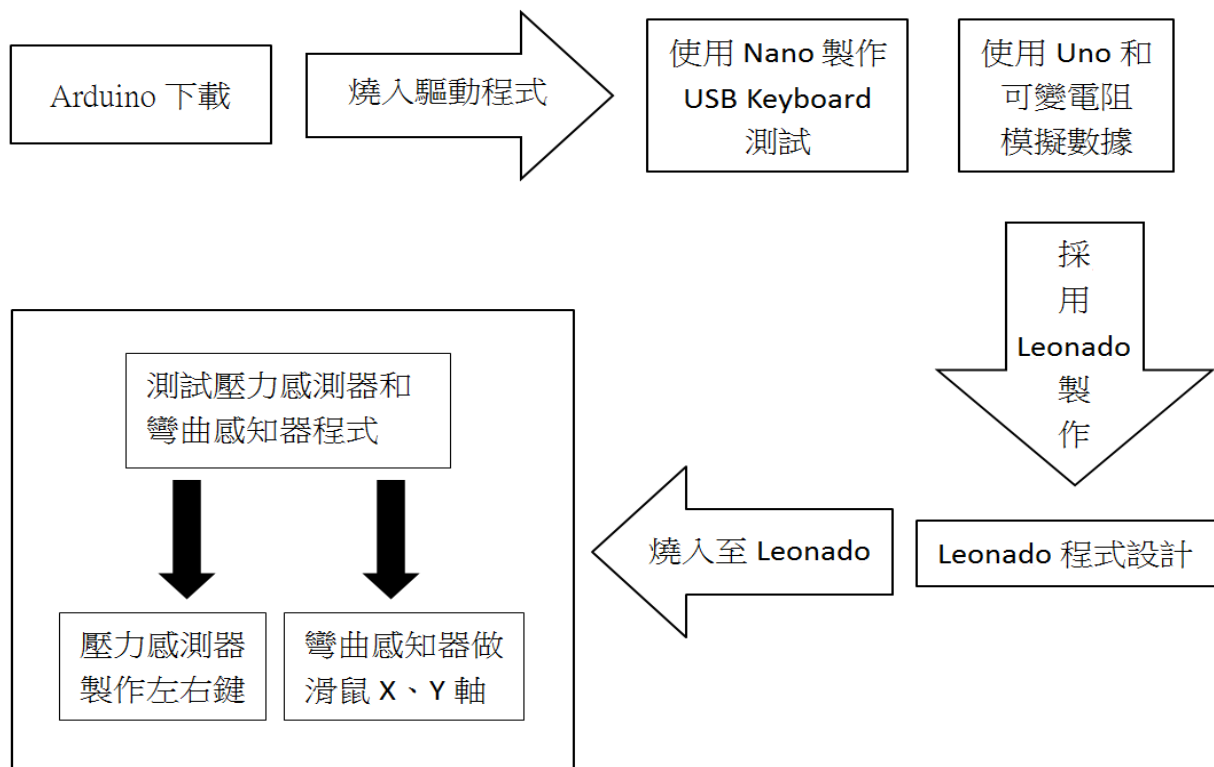 Arduino 下載
燒入驅動程式
使用 Nano 製作
USB Keyboard
測試
使用 Uno 和
可變電阻
模擬數據
採
用
Leonado
製
作
Leonado 程式設計
燒入至 Leonado
測試壓力感測器和
彎曲感知器程式
壓力感測器
製作左右鍵
彎曲感知器做
滑鼠 X、Y 軸